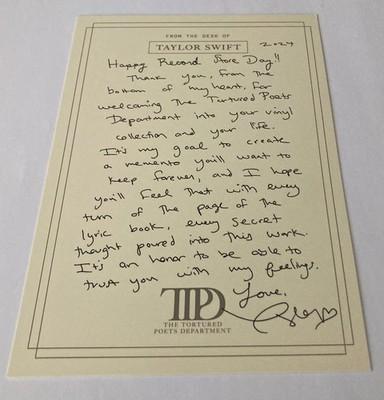 FROM THE DESK OF
TAYLOR SWIFT
2024
Happy Record Store Day!!
Thank you, from the
bottom of my heart, for
welcoming The Tortured Poets
Department into your vinyl
collection and your life.
It's my goal to create
a memento you'll want to
keep forever, and I hope
you'll feel that with every
turn of the page of the
lyric book, every secret
thought poured into this work.
It's an honor to be able to
trust you with my feelings.
Love,
TTPD
THE TORTURED
POETS DEPARTMENT